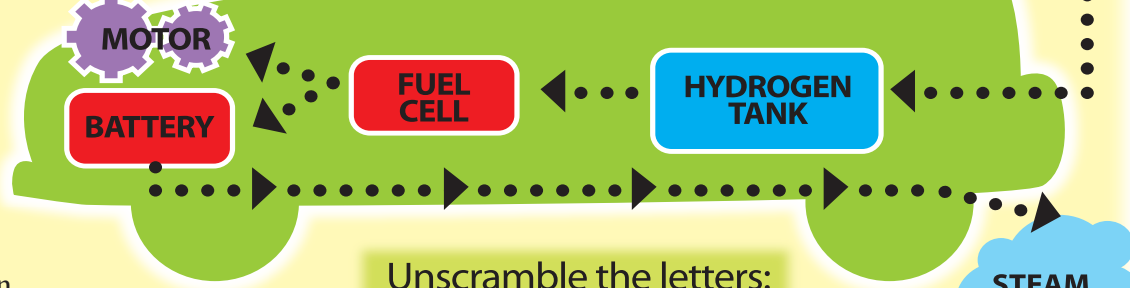 MOTOR
FUEL
CELL
HYDROGEN
TANK
BATTERY
Unscramble the letters:
STEAM